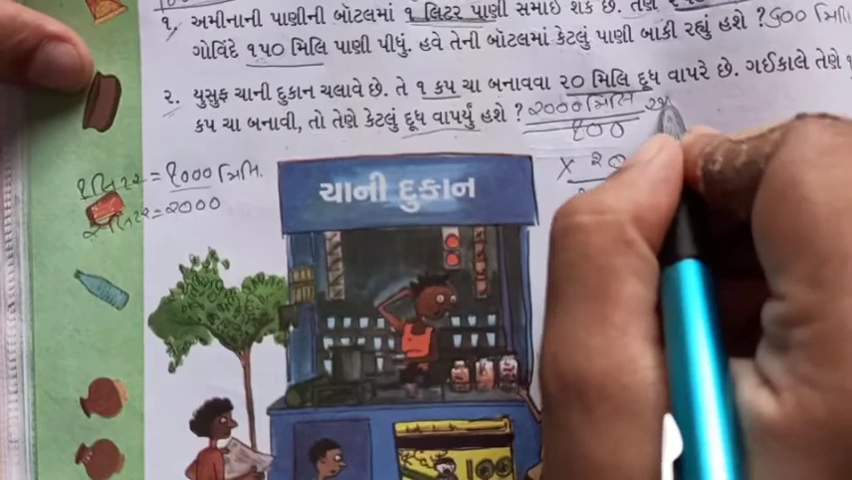 ૧. અમીનાની પાણીની બૉટલમાં ૧ લિટર પાણી સમાઈ શકે છે. તેણે
ગોવિંદે ૧૫૦ મિલિ પાણી પીધું. હવે તેની બૉટલમાં કેટલું પાણી બાકી રહ્યું હશે ? ૬૦૦ મિલિ
૨. યુસુફ ચાની દુકાન ચલાવે છે. તે ૧ કપ ચા બનાવવા ૨૦ મિલિ દૂધ વાપરે છે. ગઈકાલે તેણે
કપ ચા બનાવી, તો તેણે કેટલું દૂધ વાપર્યું હશે ? ૨૦૦૦ મિલિ
૧૦૦
× ૨૦
૧ લિટર = ૧૦૦૦ મિલિ.
૨ લિટર = ૨૦૦૦
ચાની દુકાન